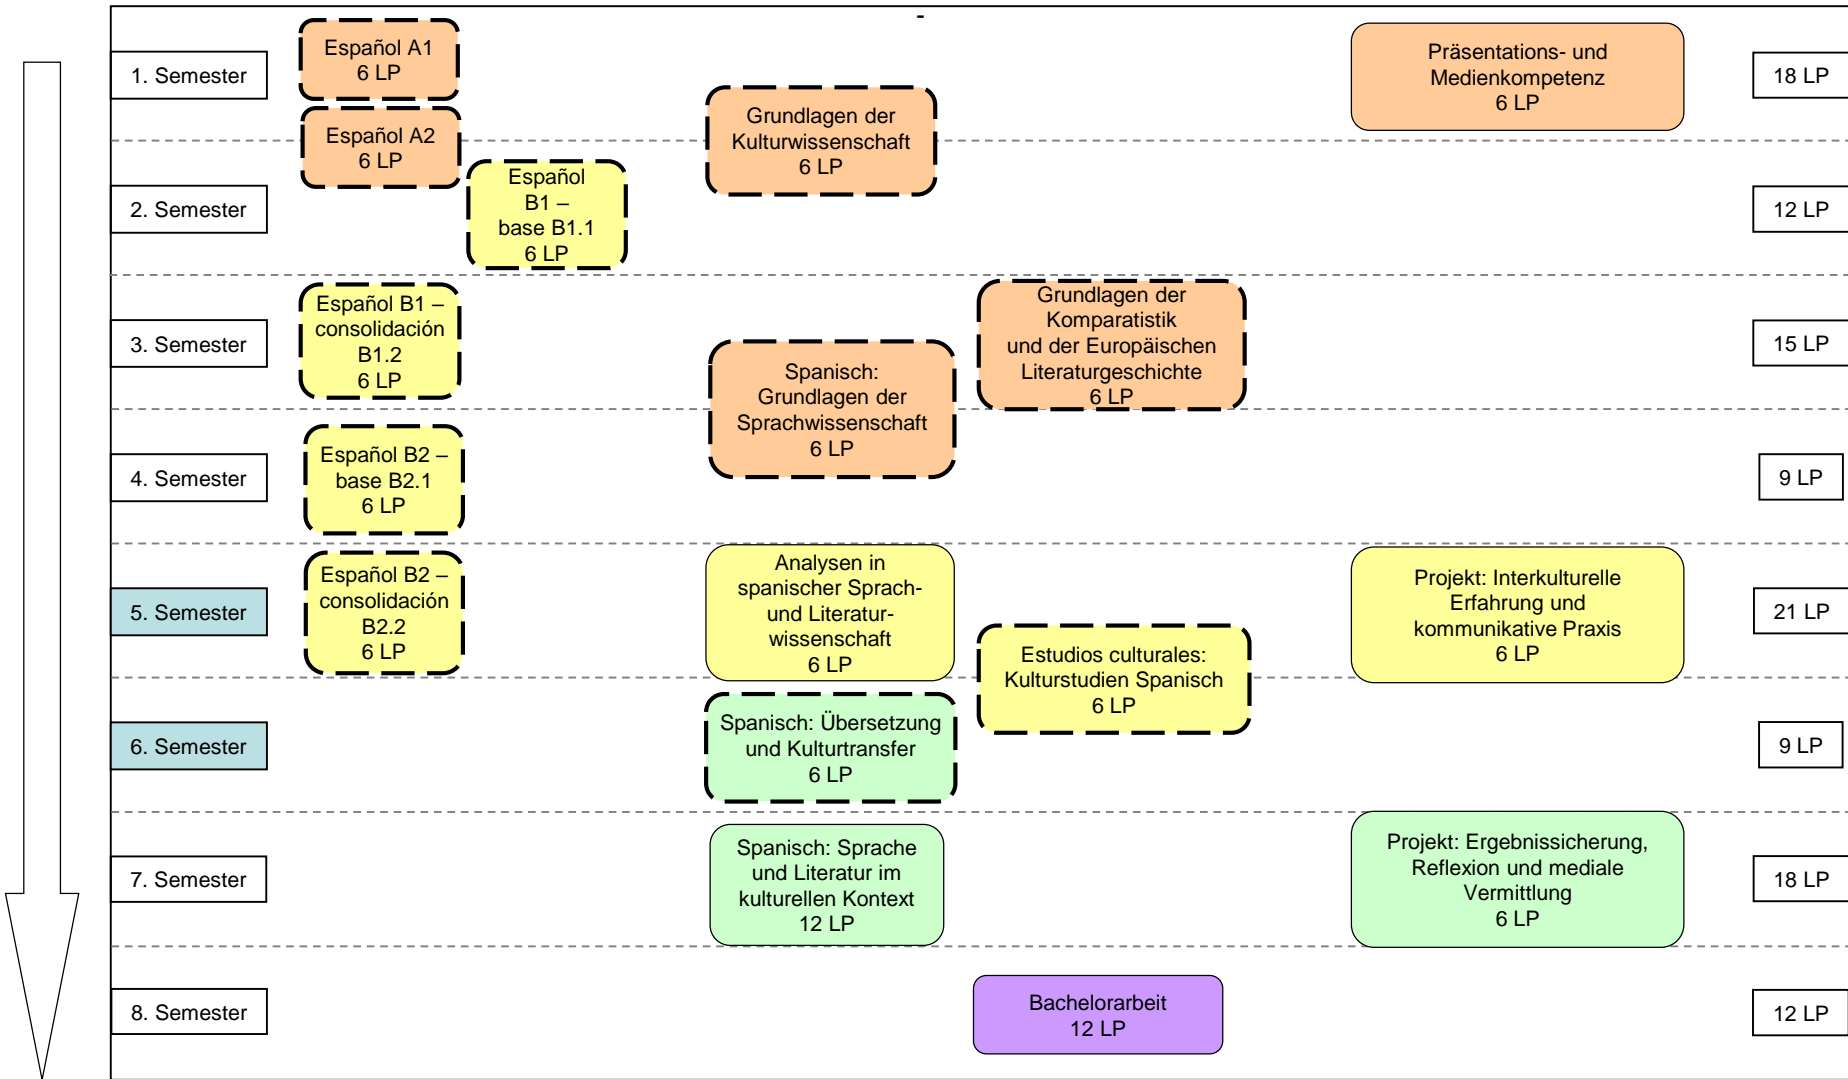 -
1. Semester
Español A1
6 LP
Präsentations- und
Medienkompetenz
6 LP
18 LP
Español A2
6 LP
Grundlagen der
Kulturwissenschaft
6 LP
2. Semester
Español
B1 –
base B1.1
6 LP
12 LP
3. Semester
Español B1 –
consolidación
B1.2
6 LP
Grundlagen der
Komparatistik
und der Europäischen
Literaturgeschichte
6 LP
15 LP
Spanisch:
Grundlagen der
Sprachwissenschaft
6 LP
4. Semester
Español B2 –
base B2.1
6 LP
9 LP
5. Semester
Español B2 –
consolidación
B2.2
6 LP
Analysen in
spanischer Sprach-
und Literatur-
wissenschaft
6 LP
Projekt: Interkulturelle
Erfahrung und
kommunikative Praxis
6 LP
21 LP
Estudios culturales:
Kulturstudien Spanisch
6 LP
6. Semester
Spanisch: Übersetzung
und Kulturtransfer
6 LP
9 LP
7. Semester
Spanisch: Sprache
und Literatur im
kulturellen Kontext
12 LP
Projekt: Ergebnissicherung,
Reflexion und mediale
Vermittlung
6 LP
18 LP
8. Semester
Bachelorarbeit
12 LP
12 LP